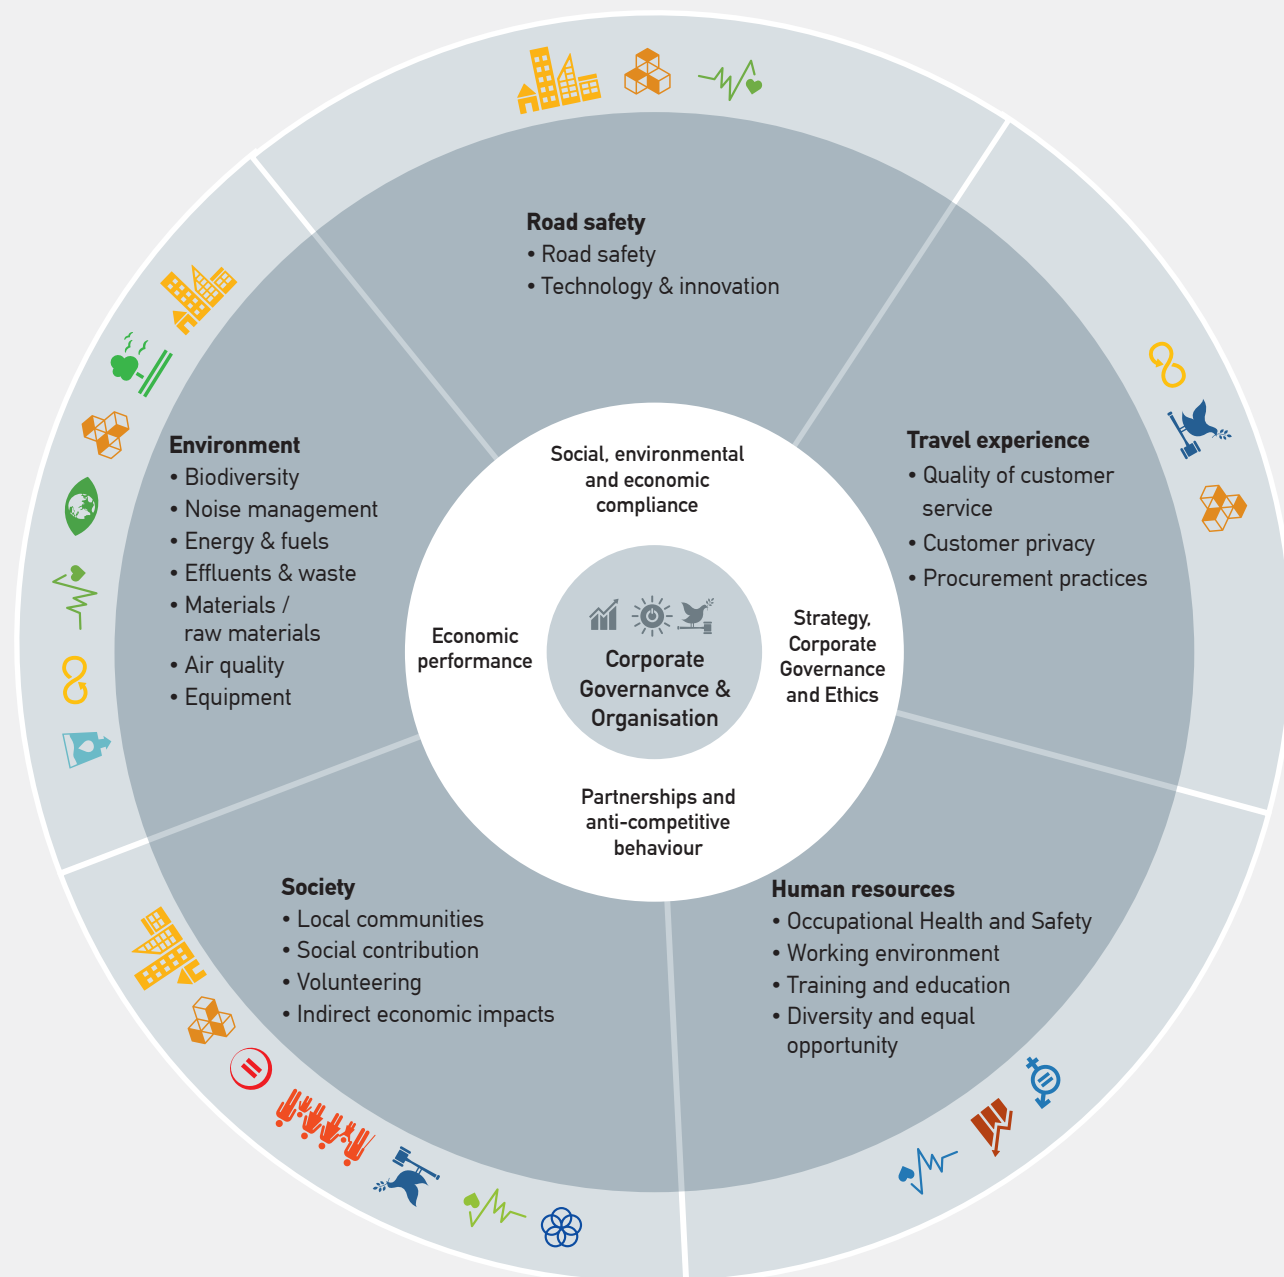 Road safety
• Road safety
• Technology & innovation
Environment
• Biodiversity
• Noise management
• Energy & fuels
• Effluents & waste
• Materials /
raw materials
• Air quality
• Equipment
Travel experience
• Quality of customer
service
• Customer privacy
• Procurement practices
Social, environmental
and economic
compliance
Economic
performance
Corporate
Governanvce &
Organisation
Strategy,
Corporate
Governance
and Ethics
Partnerships and
anti-competitive
behaviour
Society
• Local communities
• Social contribution
• Volunteering
• Indirect economic impacts
Human resources
• Occupational Health and Safety
• Working environment
• Training and education
• Diversity and equal
opportunity